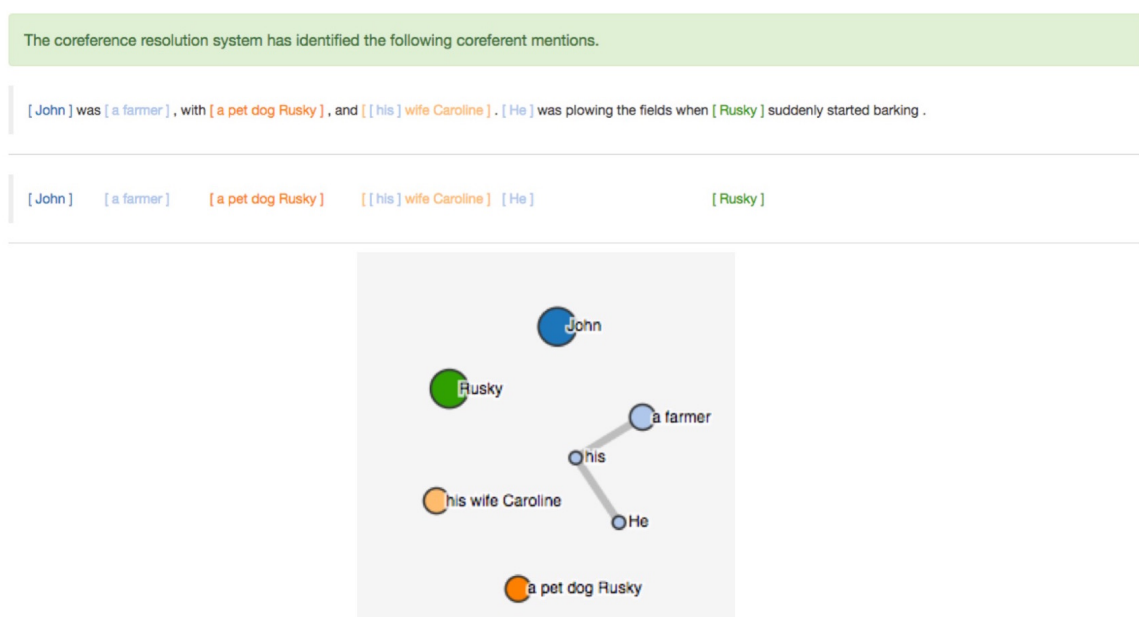 The coreference resolution system has identified the following coreferent mentions.
[ John ] was [ a farmer ] , with [ a pet dog Rusky ] , and [ [ his ] wife Caroline ] . [ He ] was plowing the fields when [ Rusky ] suddenly started barking .
[ John ] [ a farmer ] [ a pet dog Rusky ] [ [ his ] wife Caroline ] [ He ] [ Rusky ]
John
Rusky
a farmer
his
his wife Caroline
He
a pet dog Rusky